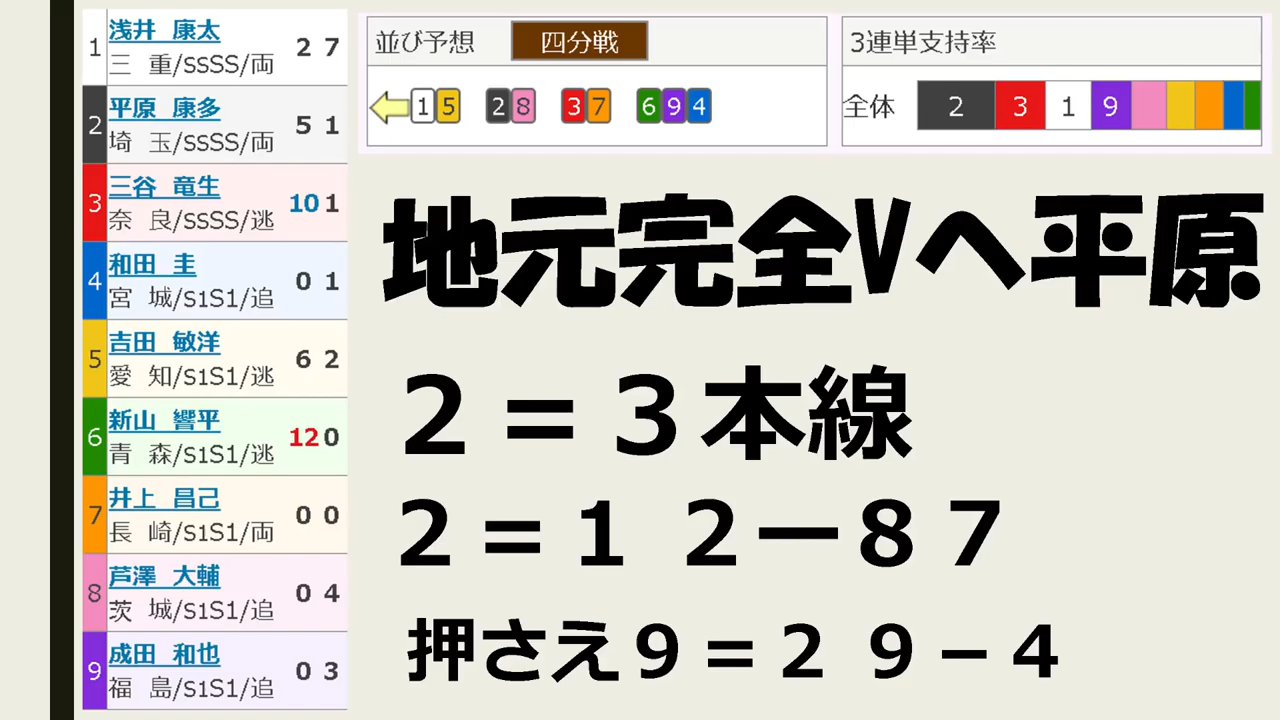 1 浅井 康太 2 7
三 重/SSSS/両
2 平原 康多 5 1
埼 玉/SSSS/両
3 三谷 竜生 10 1
奈 良/SSSS/逃
4 和田 圭 0 1
宮 城/S1S1/追
5 吉田 敏洋 6 2
愛 知/S1S1/逃
6 新山 響平 12 0
青 森/S1S1/逃
7 井上 昌己 0 0
長 崎/S1S1/両
8 芦澤 大輔 0 4
茨 城/S1S1/追
9 成田 和也 0 3
福 島/S1S1/追
並び予想 四分戦
1 5 2 8 3 7 6 9 4
3連単支持率
全体 2 3 1 9
地元完全Vへ平原
2=3本線
2=1 2ー87
押さえ9=2 9-4